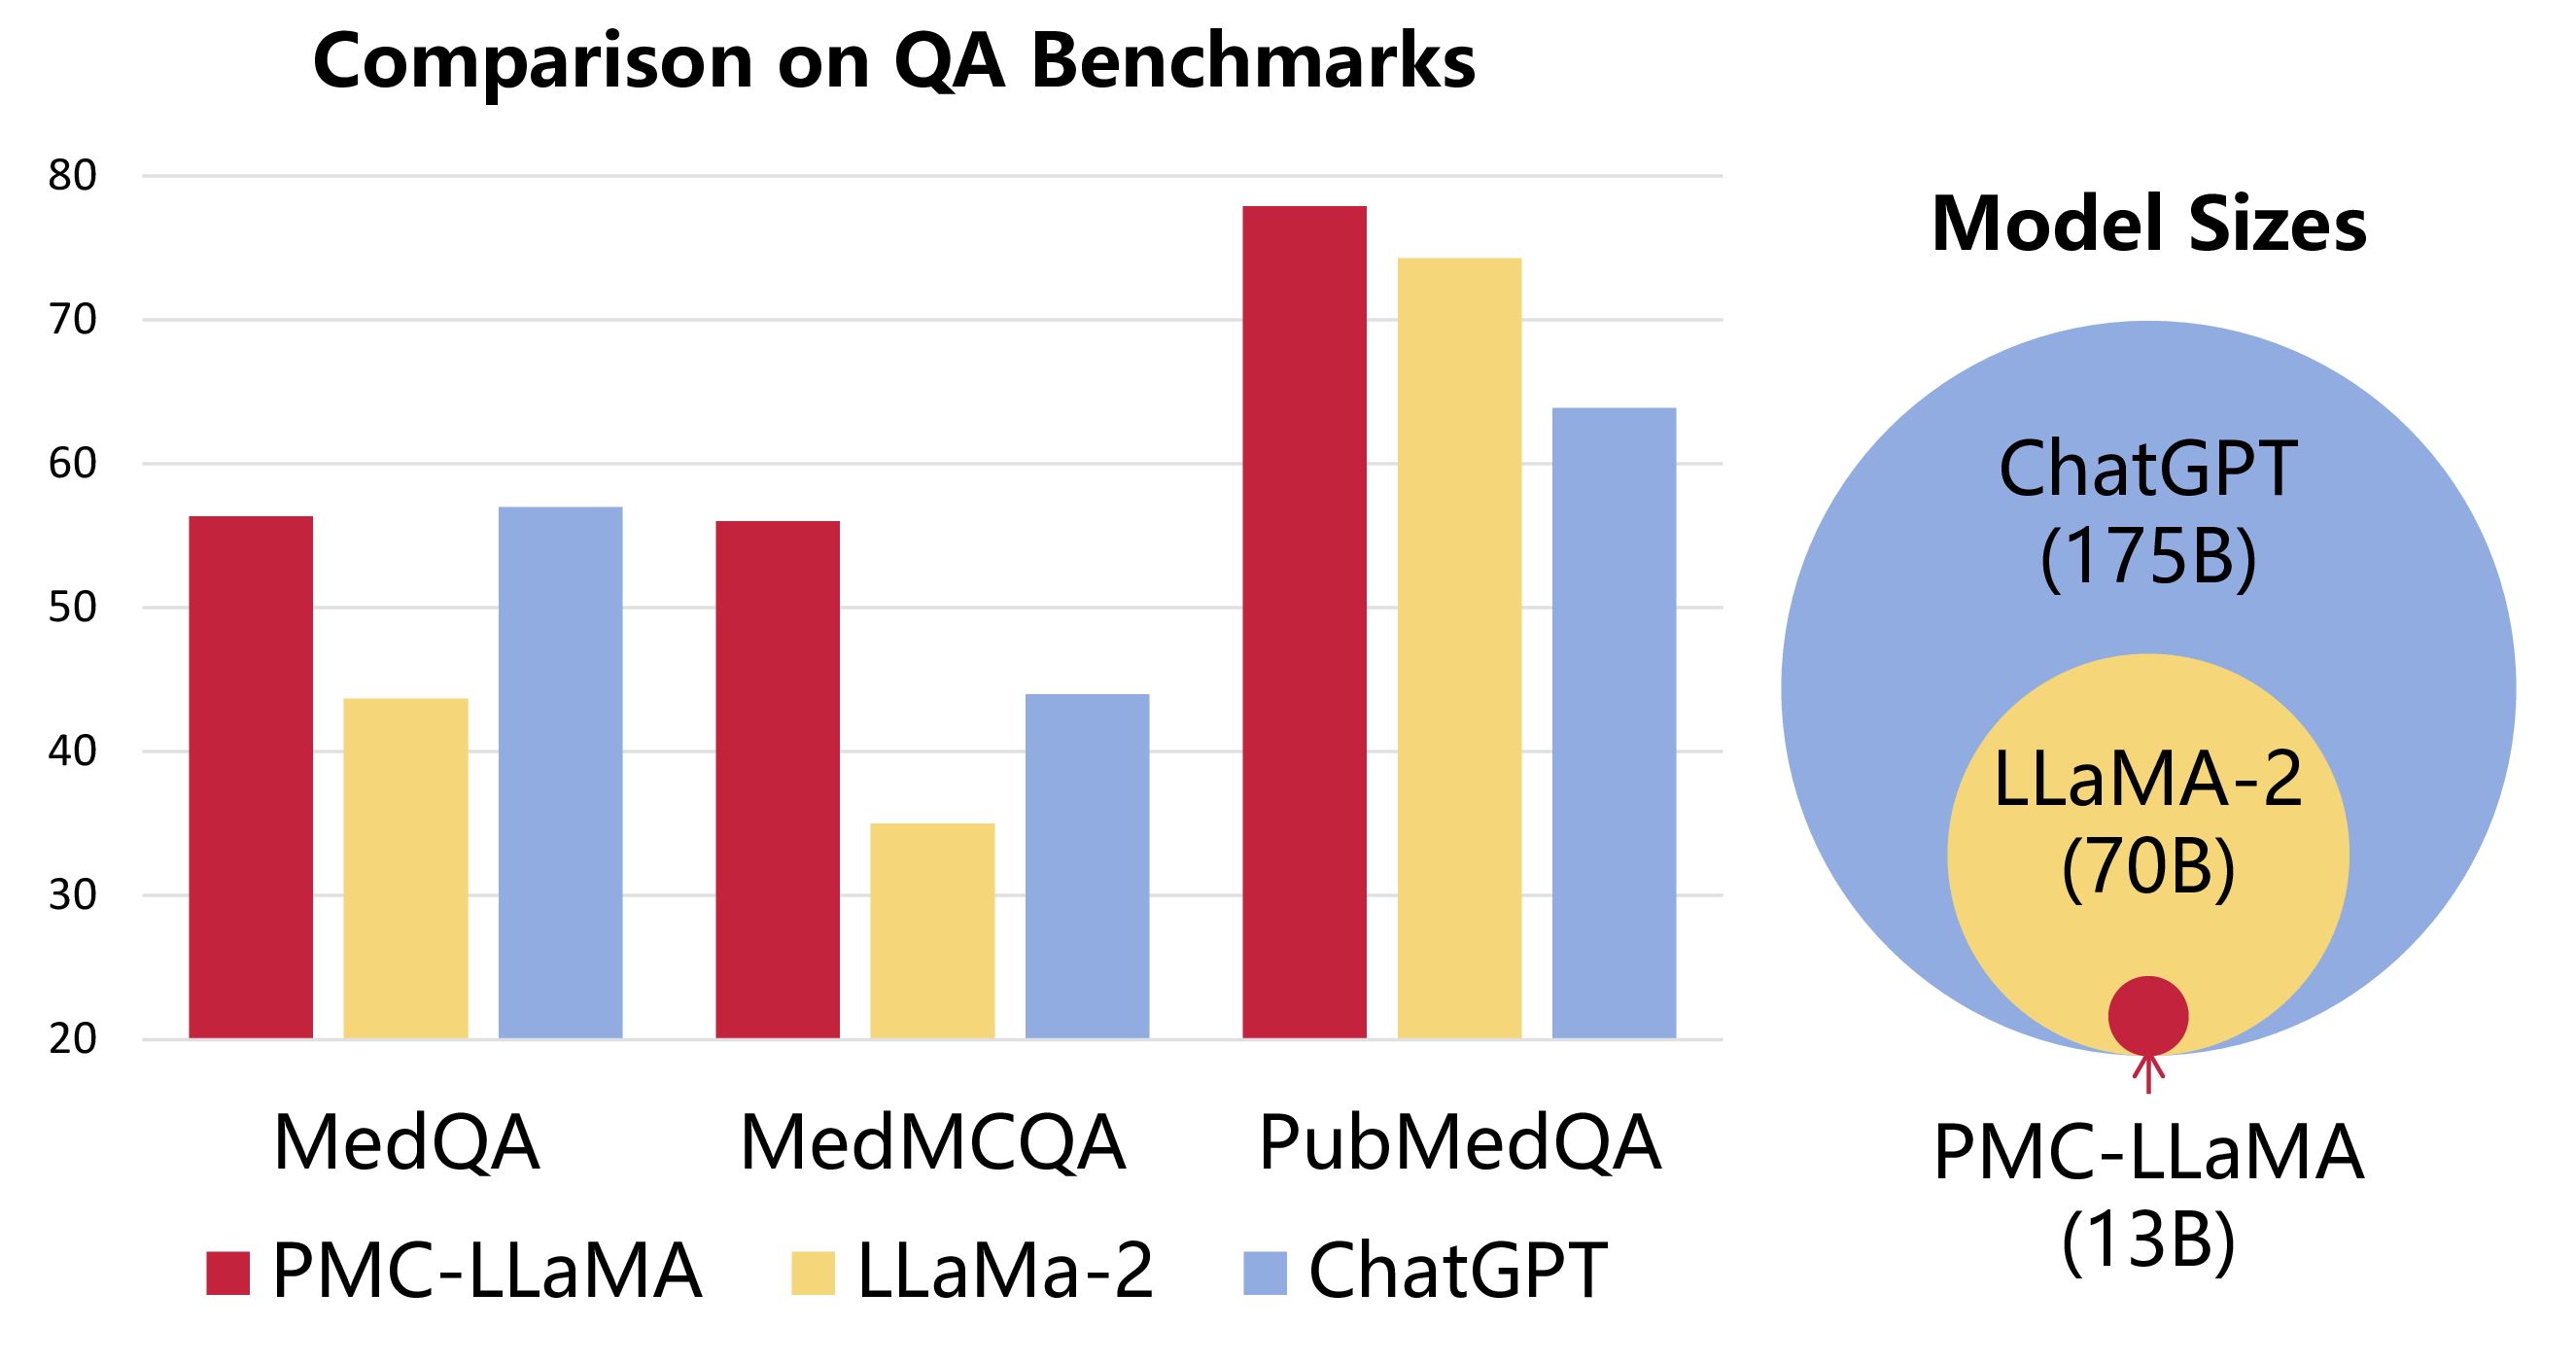 Comparison on QA Benchmarks
80
70
60
50
40
30
20
MedQA
MedMCQA
PubMedQA
PMC-LLaMA
LLaMa-2
ChatGPT
Model Sizes
ChatGPT
(175B)
LLaMA-2
(70B)
PMC-LLaMA
(13B)